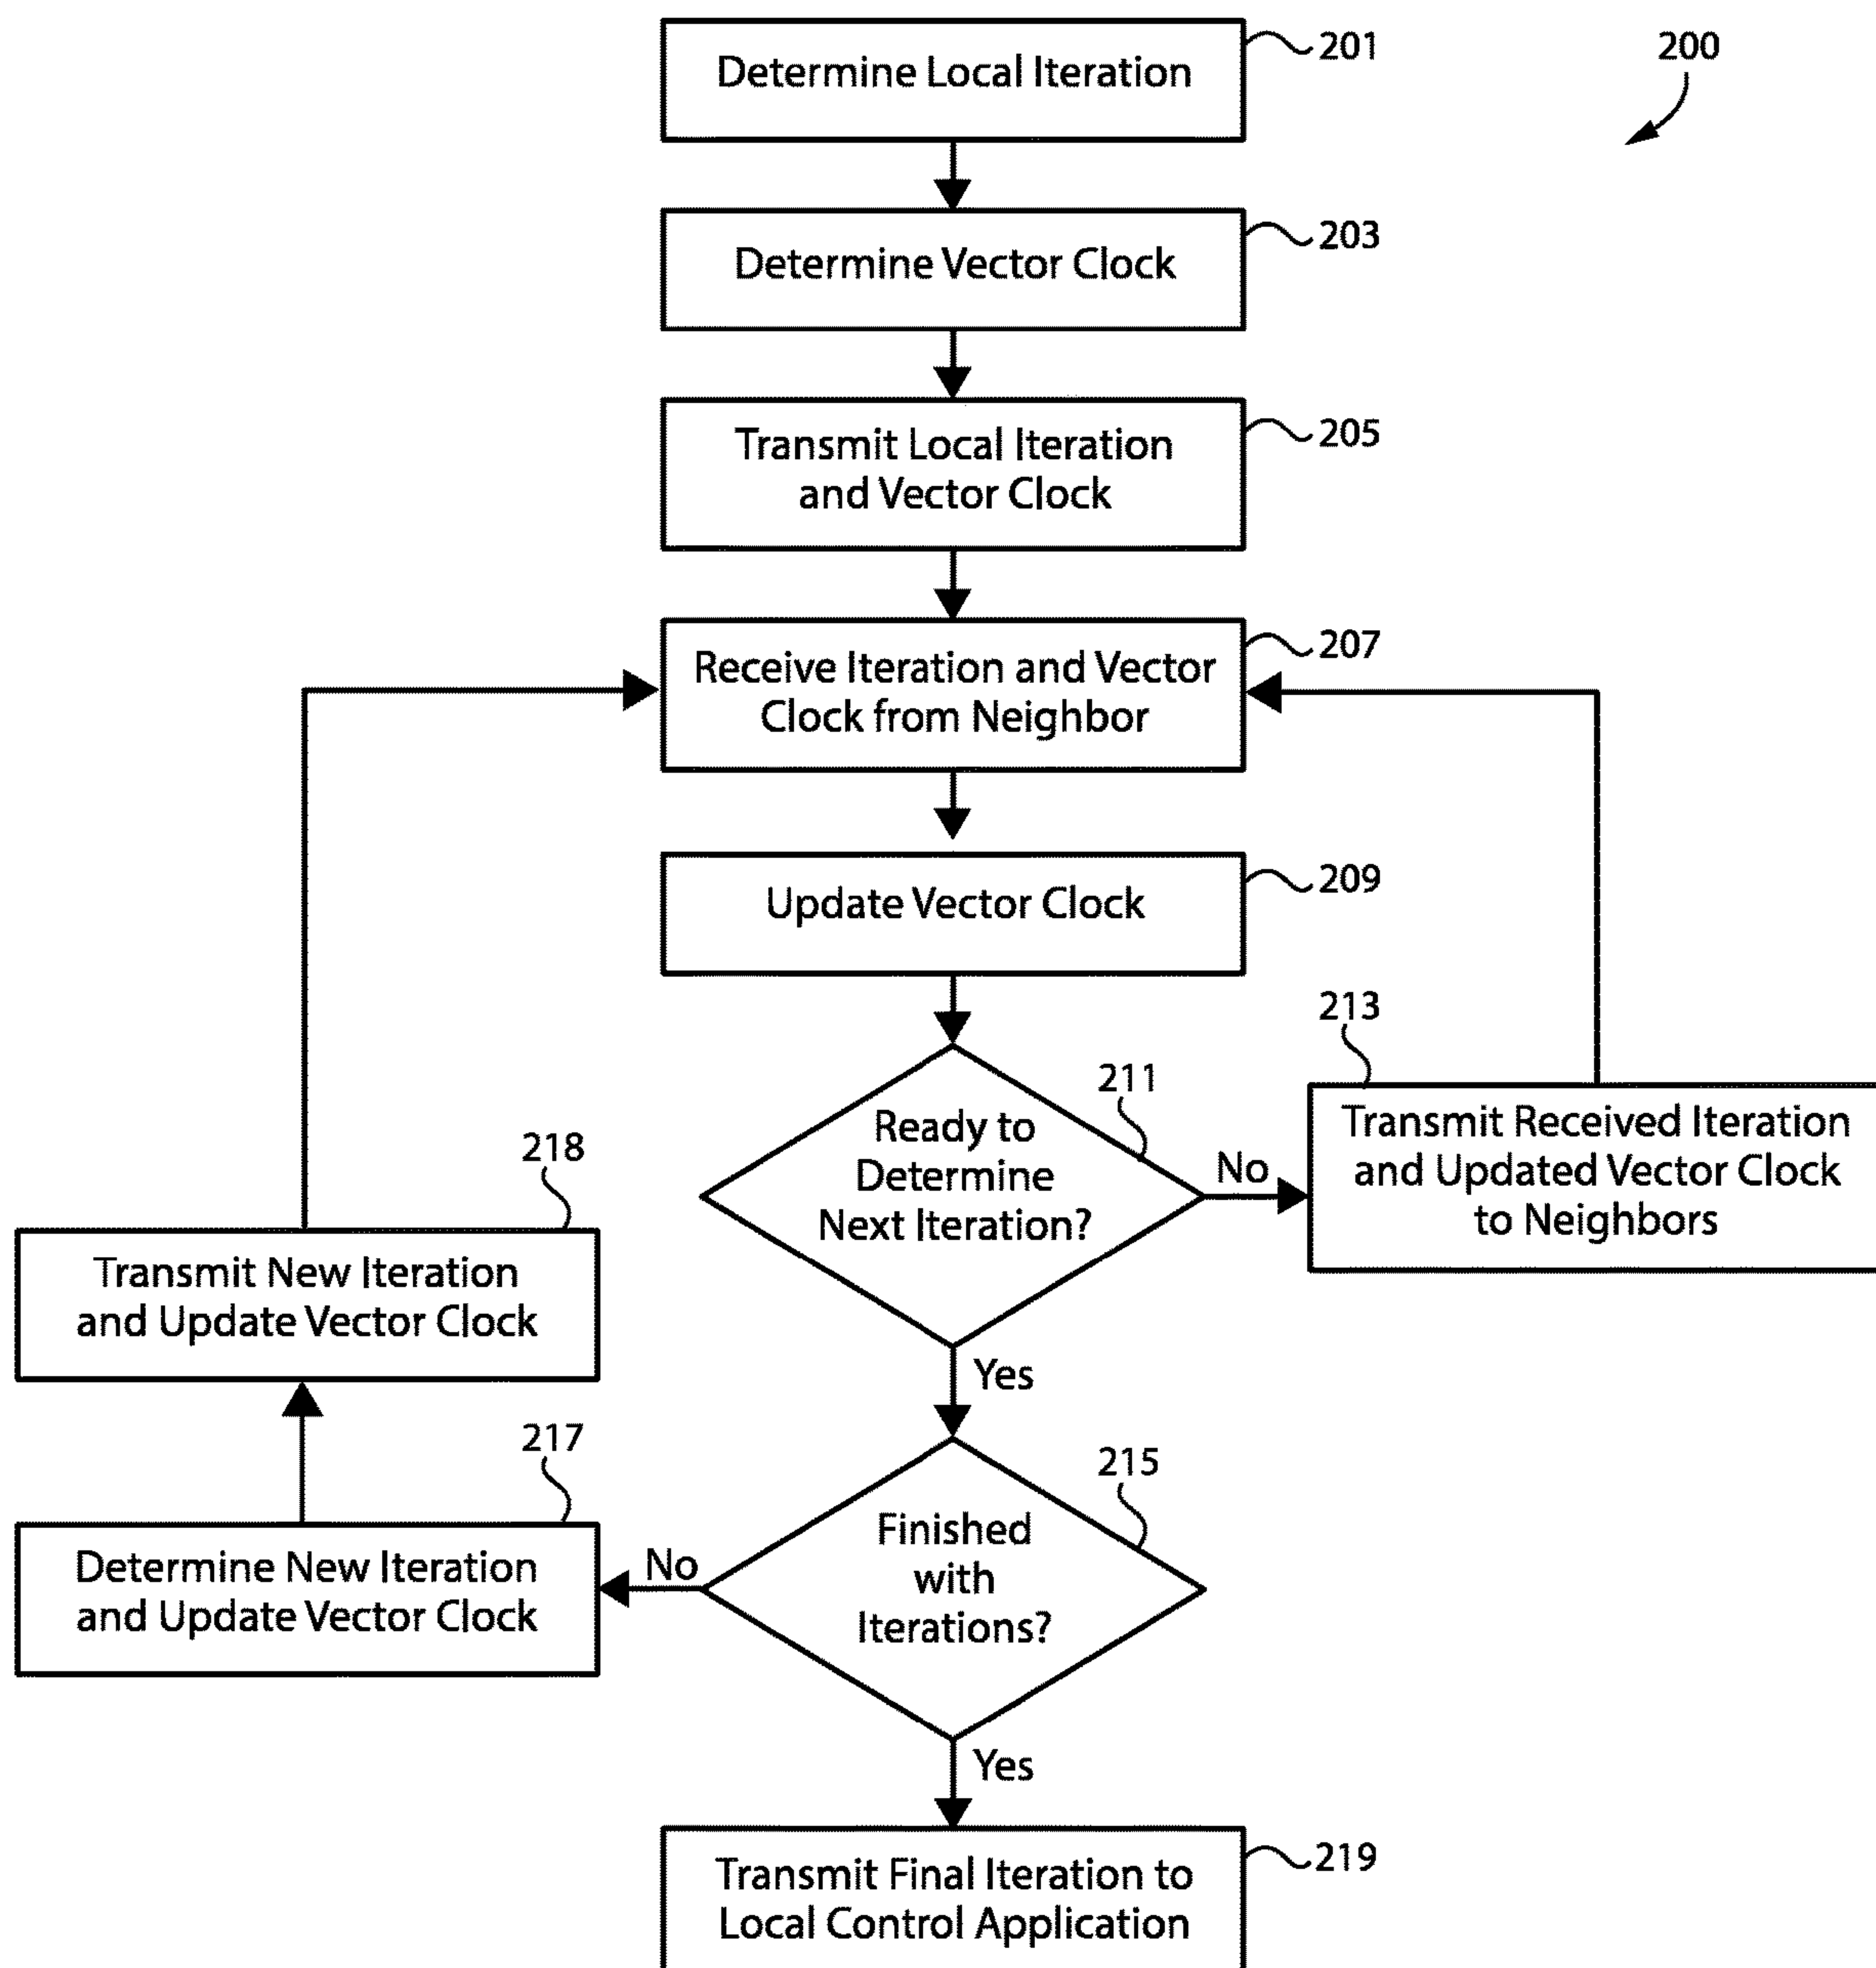 Determine Local Iteration
201
200
Determine Vector Clock
203
Transmit Local Iteration
and Vector Clock
205
Receive Iteration and Vector
Clock from Neighbor
207
Update Vector Clock
209
Ready to
Determine
Next Iteration?
211
No
213
Transmit Received Iteration
and Updated Vector Clock
to Neighbors
Yes
218
Transmit New Iteration
and Update Vector Clock
217
Determine New Iteration
and Update Vector Clock
No
Finished
with
Iterations?
215
Yes
Transmit Final Iteration to
Local Control Application
219